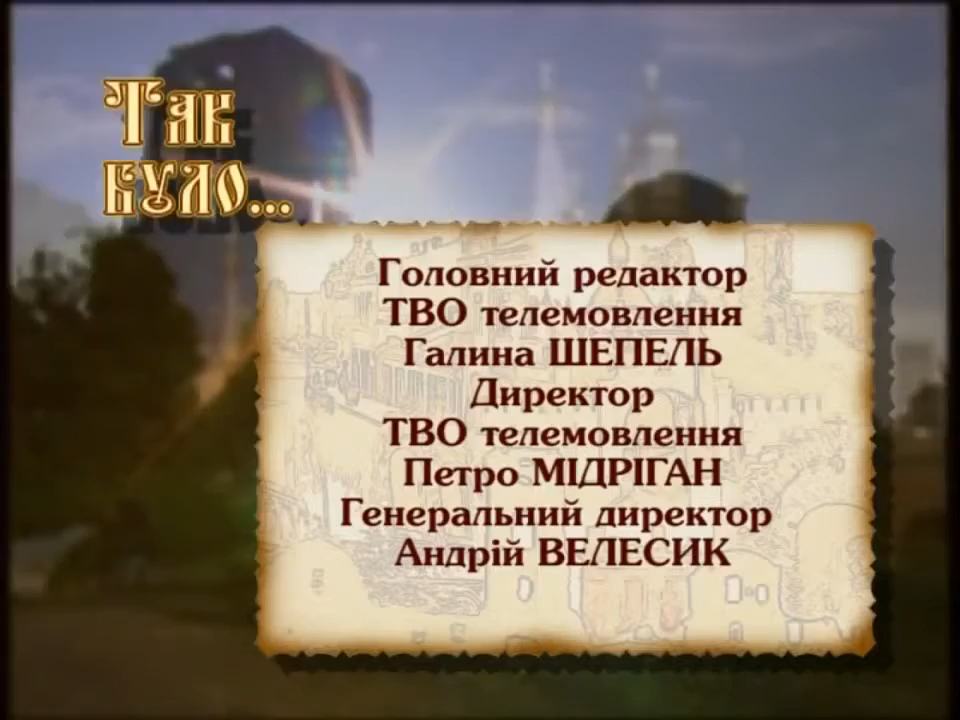 Так
було...
Головний редактор
ТВО телемовлення
Галина ШЕПЕЛЬ
Директор
ТВО телемовлення
Петро МІДРІГАН
Генеральний директор
Андрій ВЕЛЕСИК